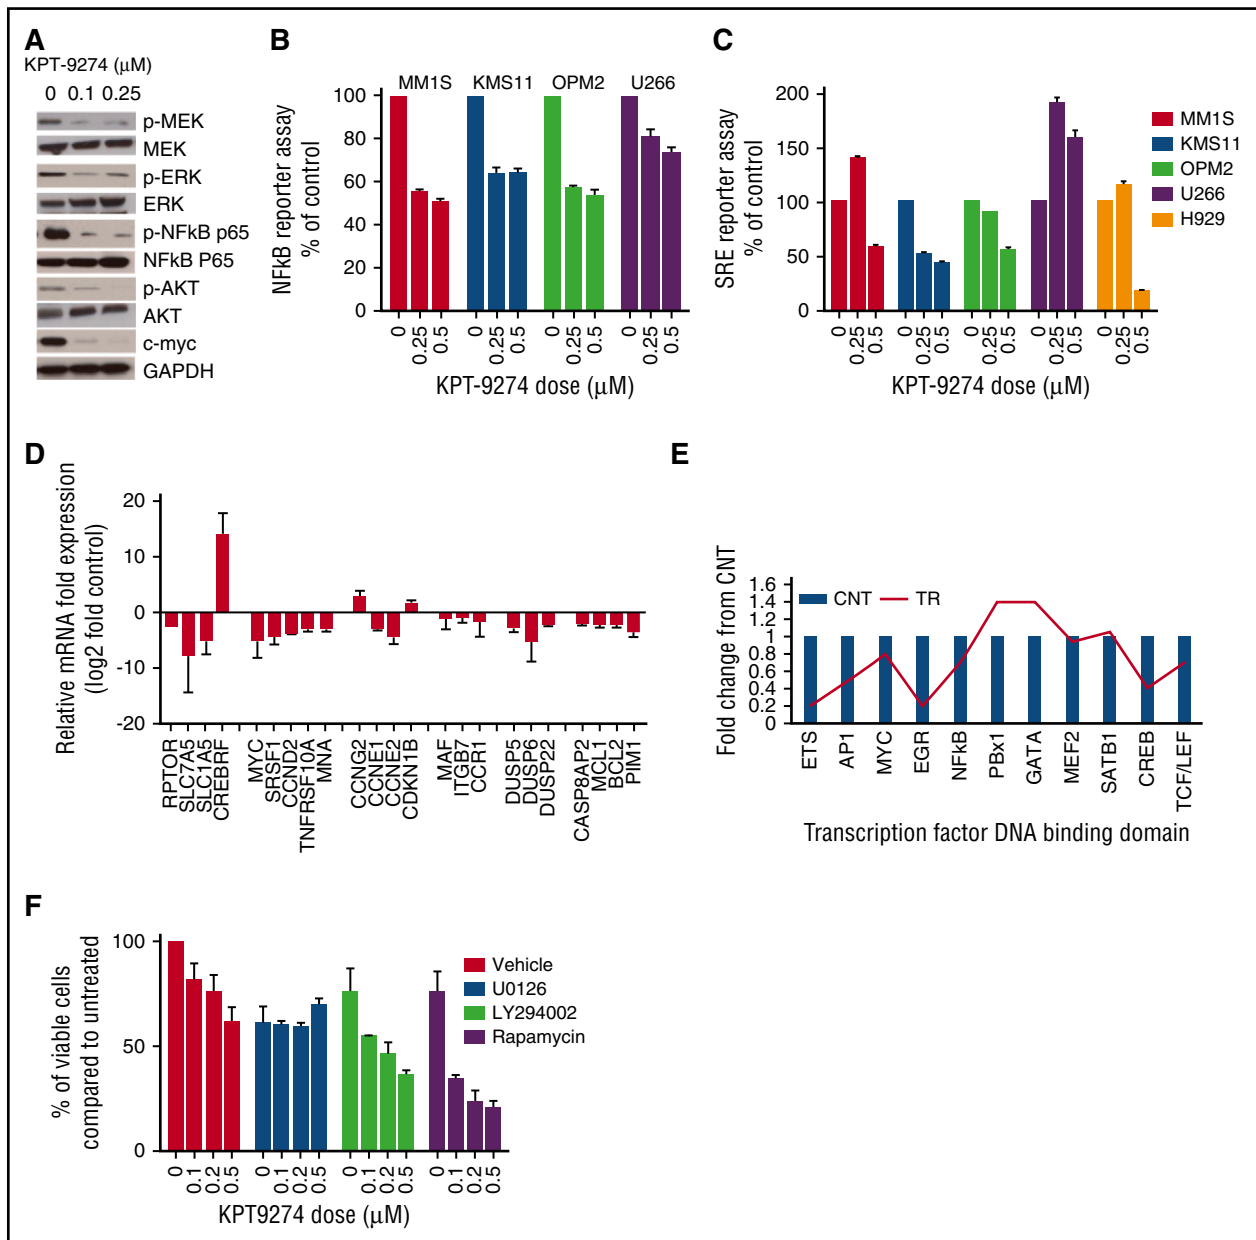 A
KPT-9274 (μM)
0 0.1 0.25
p-MEK
MEK
p-ERK
ERK
p-NFkB p65
NFkB P65
p-AKT
AKT
c-myc
GAPDH
B
MM1S KMS11 OPM2 U266
NFkB reporter assay
% of control
100
80
60
40
20
0
0 0.25 0.5 0 0.25 0.5 0 0.25 0.5 0 0.25 0.5
KPT-9274 dose (μM)
C
SRE reporter assay
% of control
200
150
100
50
0
0 0.25 0.5 0 0.25 0.5 0 0.25 0.5 0 0.25 0.5 0 0.25 0.5
KPT-9274 dose (μM)
MM1S
KMS11
OPM2
U266
H929
D
Relative mRNA fold expression
(log2 fold control)
20
10
0
-10
-20
RPTOR
SLC7A5
SLC1A5
CREBRF
MYC
SRSF1
CCND2
TNFRSF10A
MNA
CCNG2
CCNE1
CCNE2
CDKN1B
MAF
ITGB7
CCR1
DUSP5
DUSP6
DUSP22
CASP8AP2
MCL1
BCL2
PIM1
E
Fold change from CNT
1.6
1.4
1.2
1
0.8
0.6
0.4
0.2
0
CNT TR
ETS
AP1
MYC
EGR
NFkB
PBx1
GATA
MEF2
SATB1
CREB
TCF/LEF
Transcription factor DNA binding domain
F
% of viable cells
compared to untreated
100
50
0
Vehicle
U0126
LY294002
Rapamycin
0 0.1 0.2 0.5 0 0.1 0.2 0.5 0 0.1 0.2 0.5 0 0.1 0.2 0.5
KPT9274 dose (μM)